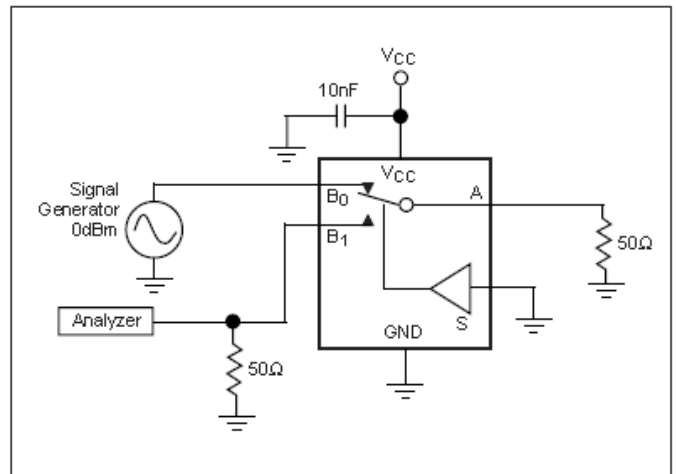 VCC
10nF
VCC
Signal
Generator
0dBm
B0
A
B1
50Ω
Analyzer
S
GND
50Ω